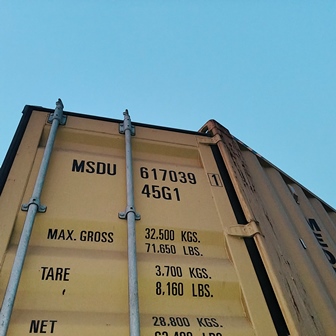 MSDU 617039 1
45G1
MAX. GROSS 32.500 KGS.
71.650 LBS.
TARE 3.700 KGS.
8,160 LBS.
NET 28.800 KGS.